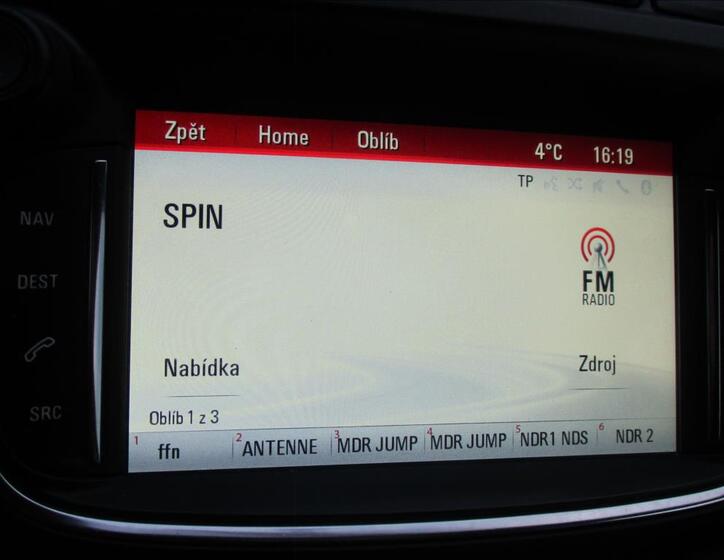 Zpět Home Oblíb 4°C 16:19
TP
SPIN
NAV
DEST
SRC
FM
RADIO
Nabídka Zdroj
Oblíb 1 z 3
1 ffn 2 ANTENNE 3 MDR JUMP 4 MDR JUMP 5 NDR1 NDS 6 NDR 2